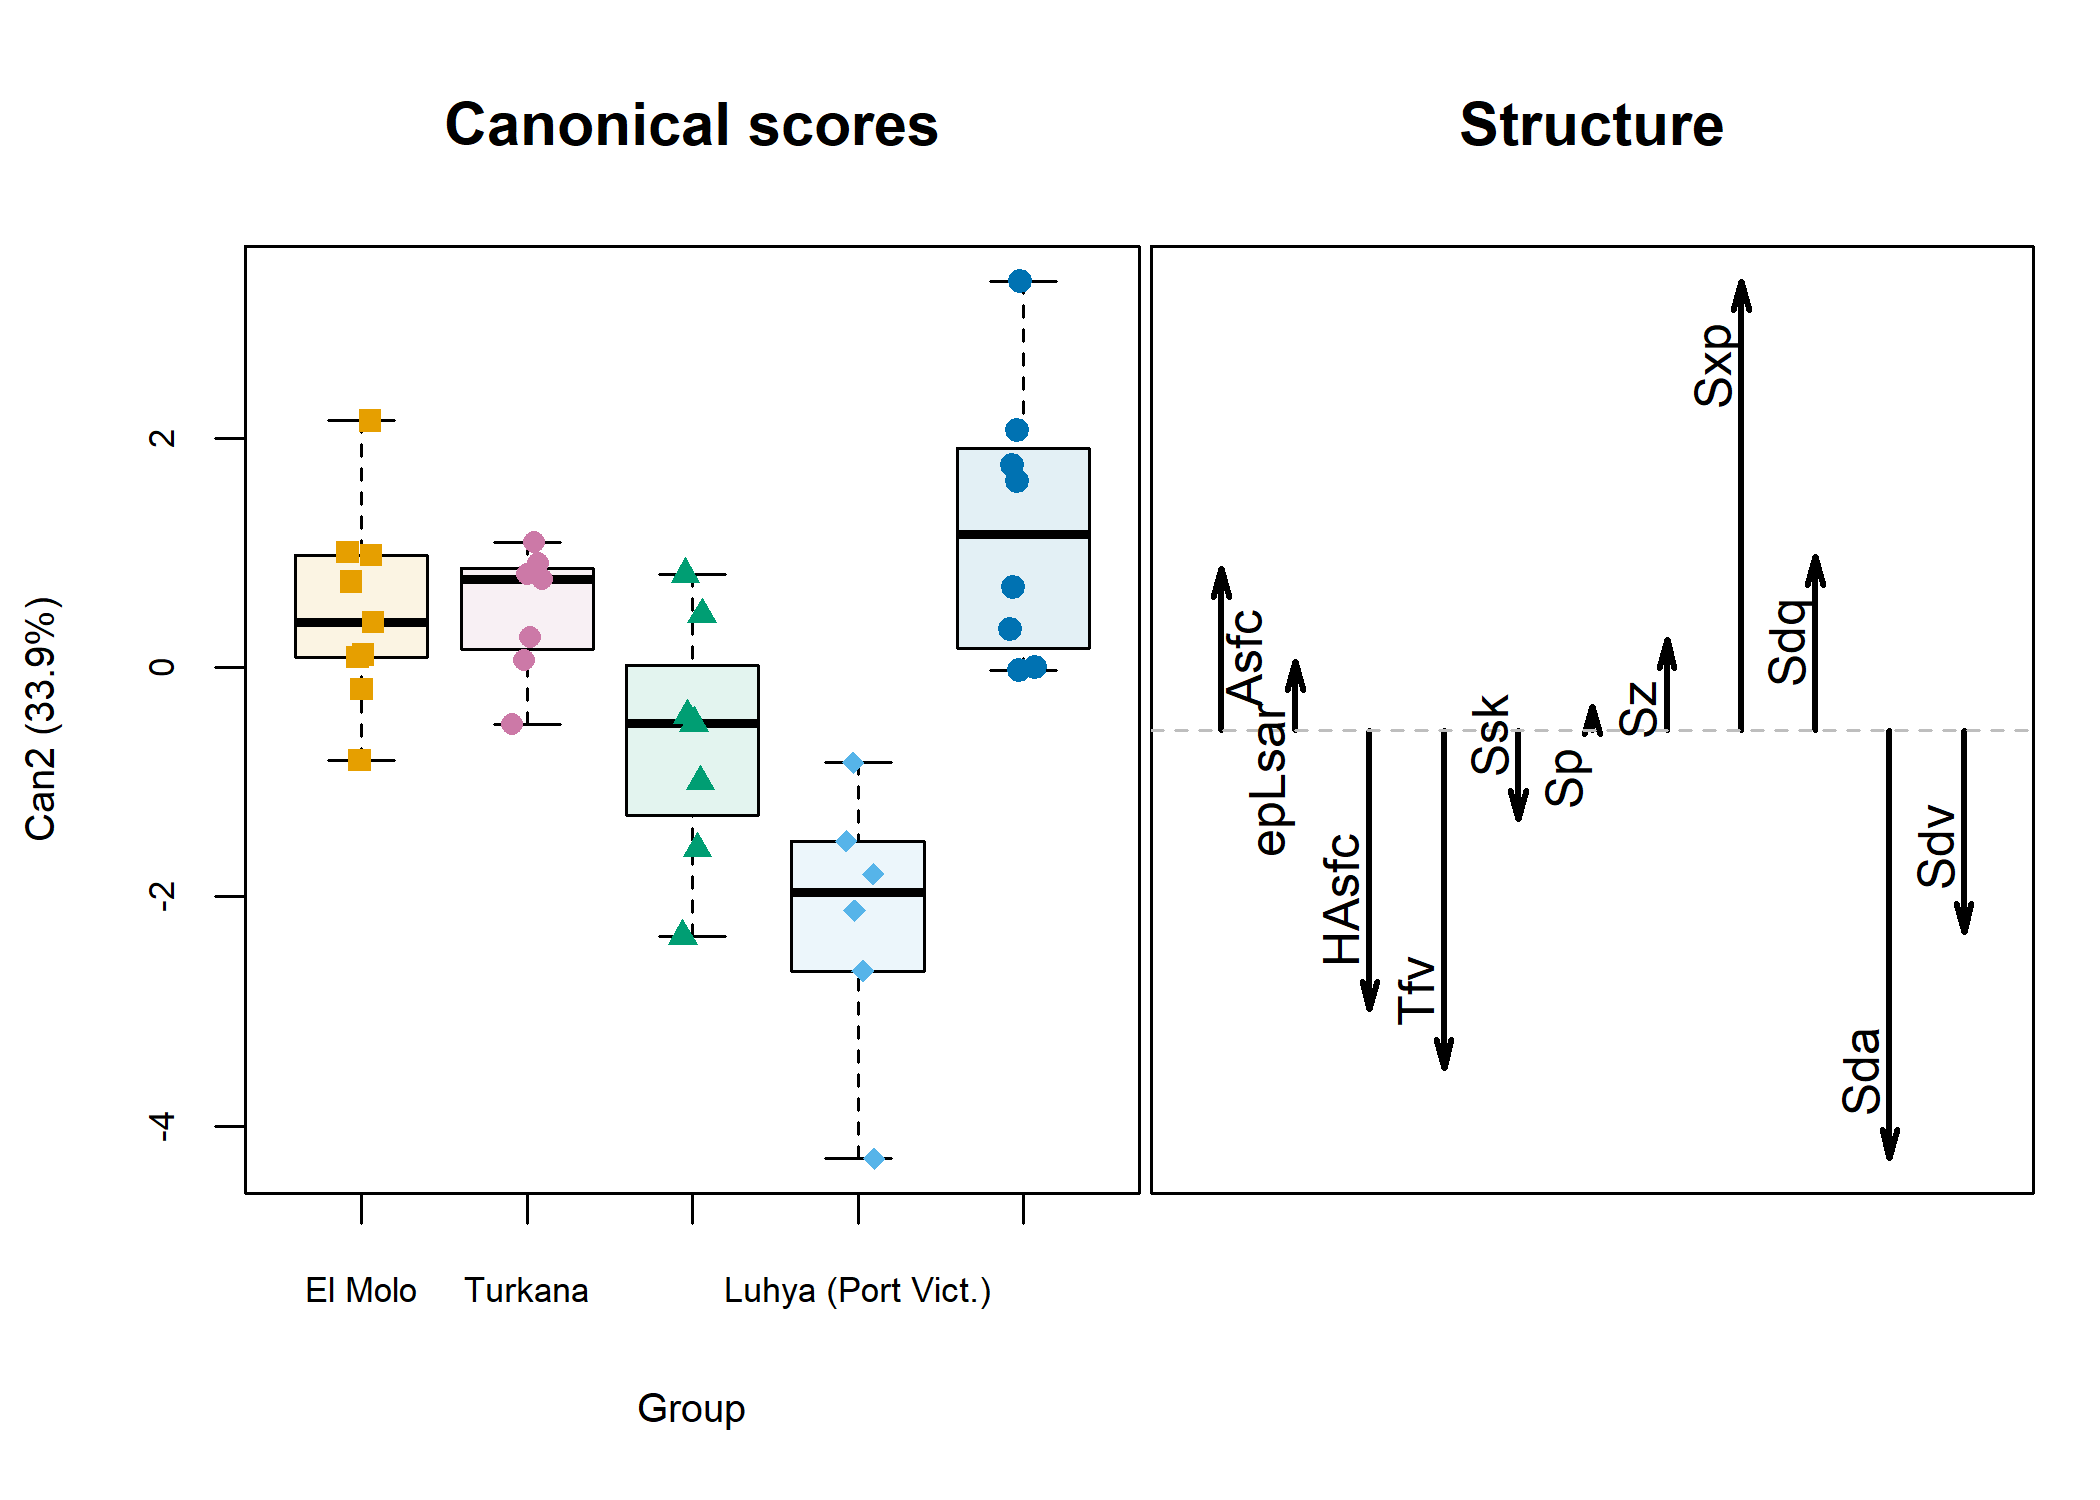 Canonical scores
Structure
Can2 (33.9%)
2
0
-2
-4
El Molo
Turkana
Luhya (Port Vict.)
Group
Asfc
epLsar
HAsfc
Tfv
Ssk
Sp
Sz
Sxp
Sdq
Sda
Sdv